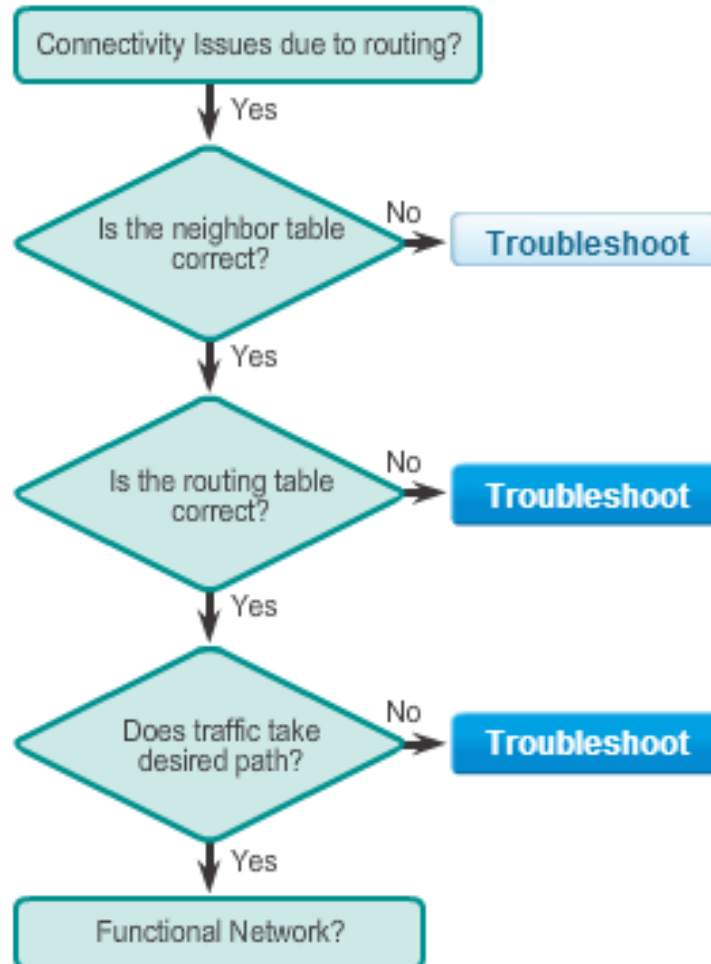 Connectivity Issues due to routing?
Yes
Is the neighbor table
correct?
No
Troubleshoot
Yes
Is the routing table
correct?
No
Troubleshoot
Yes
Does traffic take
desired path?
No
Troubleshoot
Yes
Functional Network?